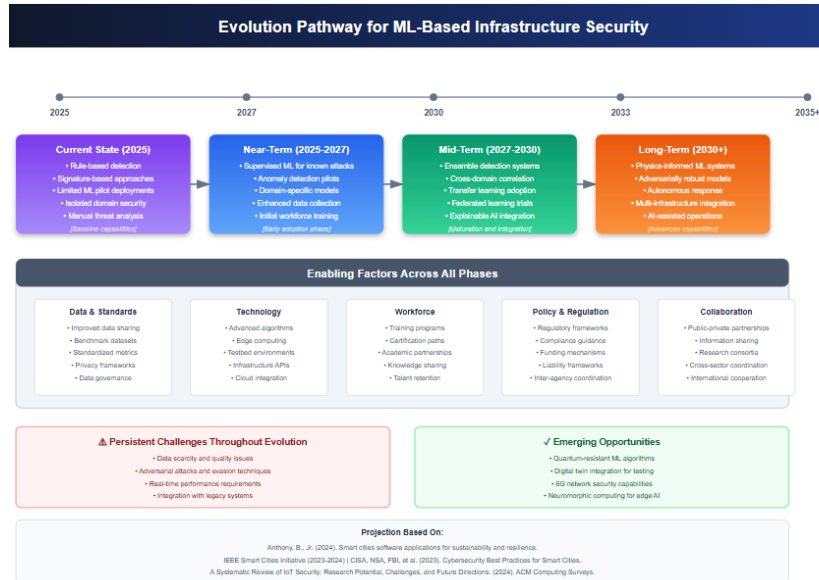 Evolution Pathway for ML-Based Infrastructure Security
2025
2027
2030
2033
2035+
Current State (2025)
• Rule-based detection
• Signature-based approaches
• Limited ML pilot deployments
• Isolated domain security
• Manual threat analysis
[Baseline capabilities]
Near-Term (2025-2027)
• Supervised ML for known attacks
• Anomaly detection pilots
• Domain-specific models
• Enhanced data collection
• Initial workforce training
[Early adoption phase]
Mid-Term (2027-2030)
• Ensemble detection systems
• Cross-domain correlation
• Transfer learning adoption
• Federated learning trials
• Explainable AI integration
[Maturation and integration]
Long-Term (2030+)
• Physics-informed ML systems
• Adversarially robust models
• Autonomous response
• Multi-infrastructure integration
• AI-assisted operations
[Advanced capabilities]
Enabling Factors Across All Phases
Data & Standards
• Improved data sharing
• Benchmark datasets
• Standardized metrics
• Privacy frameworks
• Data governance
Technology
• Advanced algorithms
• Edge computing
• Testbed environments
• Infrastructure APIs
• Cloud integration
Workforce
• Training programs
• Certification paths
• Academic partnerships
• Knowledge sharing
• Talent retention
Policy & Regulation
• Regulatory frameworks
• Compliance guidance
• Funding mechanisms
• Liability frameworks
• Inter-agency coordination
Collaboration
• Public-private partnerships
• Information sharing
• Research consortia
• Cross-sector coordination
• International cooperation
⚠ Persistent Challenges Throughout Evolution
• Data scarcity and quality issues
• Adversarial attacks and evasion techniques
• Real-time performance requirements
• Integration with legacy systems
✓ Emerging Opportunities
• Quantum-resistant ML algorithms
• Digital twin integration for testing
• 6G network security capabilities
• Neuromorphic computing for edge AI
Projection Based On:
Anthony, B., Jr. (2024). Smart cities software applications for sustainability and resilience.
IEEE Smart Cities Initiative (2023-2024) | CISA, NSA, FBI, et al. (2023). Cybersecurity Best Practices for Smart Cities.
A Systematic Review of IoT Security: Research Potential, Challenges, and Future Directions. (2024). ACM Computing Surveys.